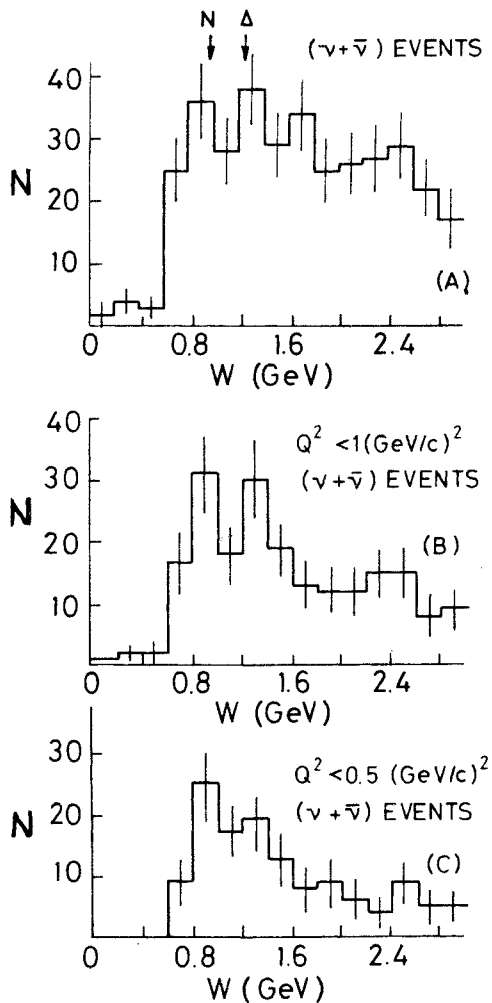 N Δ
(ν+ν̄) EVENTS
40
30
20
10
N
(A)
0 0.8 1.6 2.4
W (GeV)
40
30
20
10
N
Q² <1(GeV/c)²
(ν+ν̄) EVENTS
(B)
0 0.8 1.6 2.4
W (GeV)
30
20
10
N
Q² <0.5 (GeV/c)²
(ν+ν̄) EVENTS
(C)
0 0.8 1.6 2.4
W (GeV)